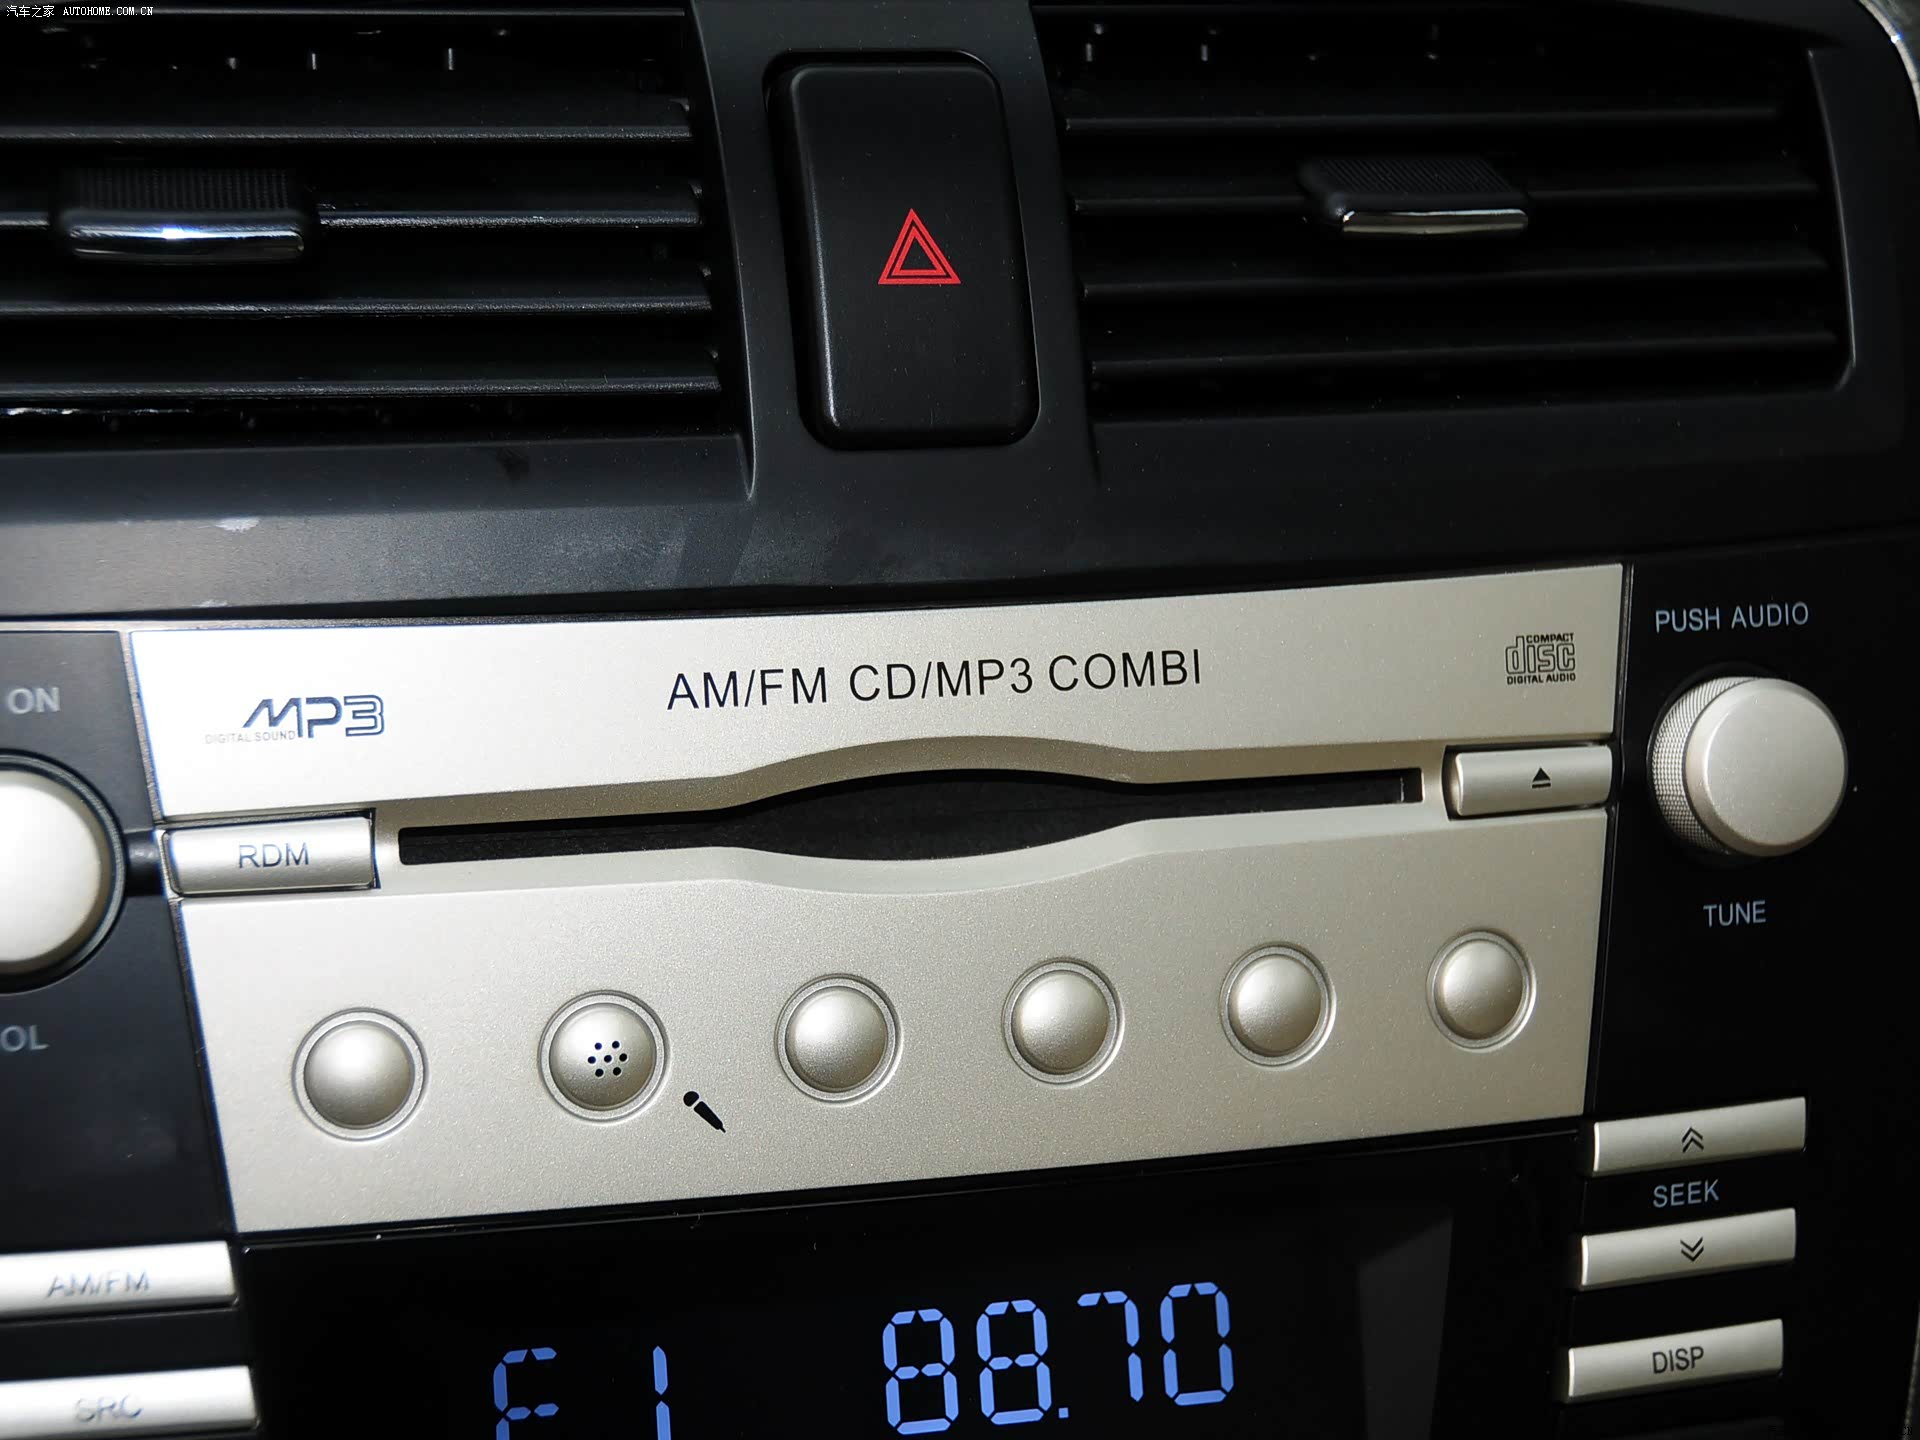 汽车之家 AUTOHOME.COM.CN
PUSH AUDIO
COMPACT
disc
DIGITAL AUDIO
AM/FM CD/MP3 COMBI
ON
MP3
DIGITAL SOUND
RDM
TUNE
OL
SEEK
AM/FM
DISP
SRC
F1 88.70